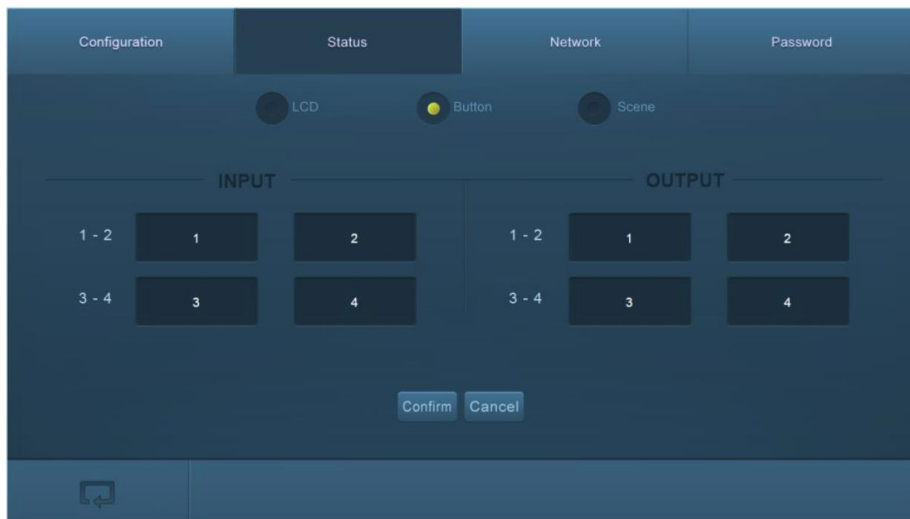 Configuration Status Network Password
LCD Button Scene
INPUT OUTPUT
1 - 2 1 2 1 - 2 1 2
3 - 4 3 4 3 - 4 3 4
Confirm Cancel